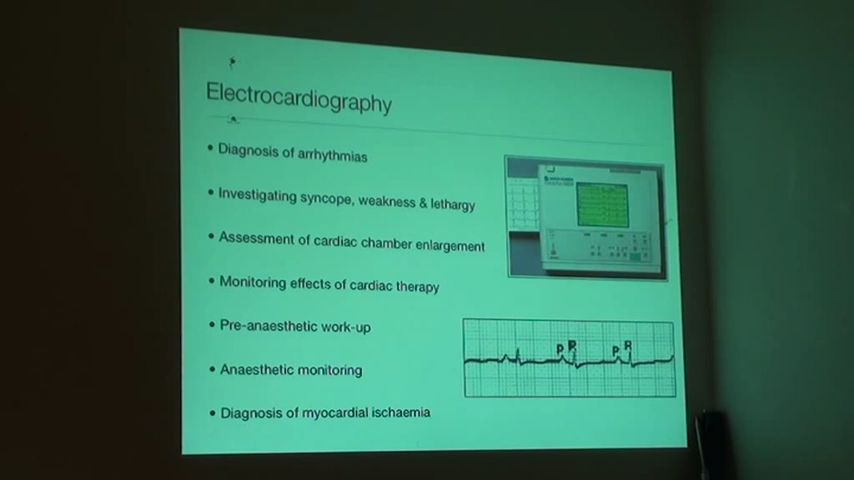 Electrocardiography
• Diagnosis of arrhythmias
• Investigating syncope, weakness & lethargy
• Assessment of cardiac chamber enlargement
• Monitoring effects of cardiac therapy
• Pre-anaesthetic work-up
• Anaesthetic monitoring
• Diagnosis of myocardial ischaemia
P R P R